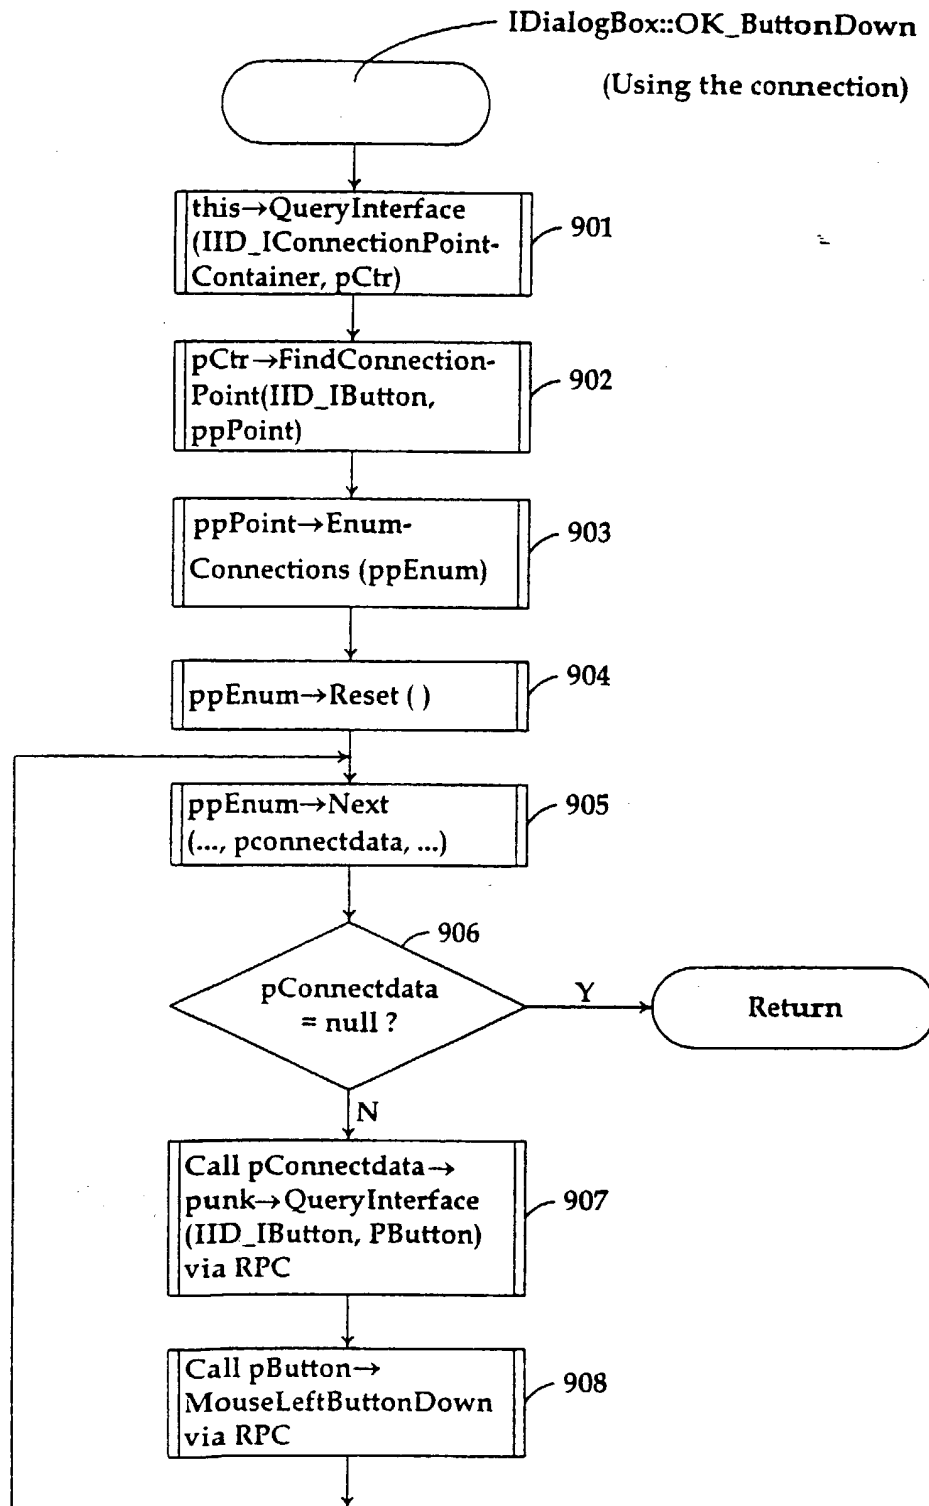 IDialogBox::OK_ButtonDown
(Using the connection)
this→QueryInterface
(IID_IConnectionPoint-
Container, pCtr)
901
pCtr→FindConnection-
Point(IID_IButton,
ppPoint)
902
ppPoint→Enum-
Connections (ppEnum)
903
ppEnum→Reset ( )
904
ppEnum→Next
(..., pconnectdata, ...)
905
906
pConnectdata
= null ?
Y
Return
N
Call pConnectdata→
punk→QueryInterface
(IID_IButton, PButton)
via RPC
907
Call pButton→
MouseLeftButtonDown
via RPC
908